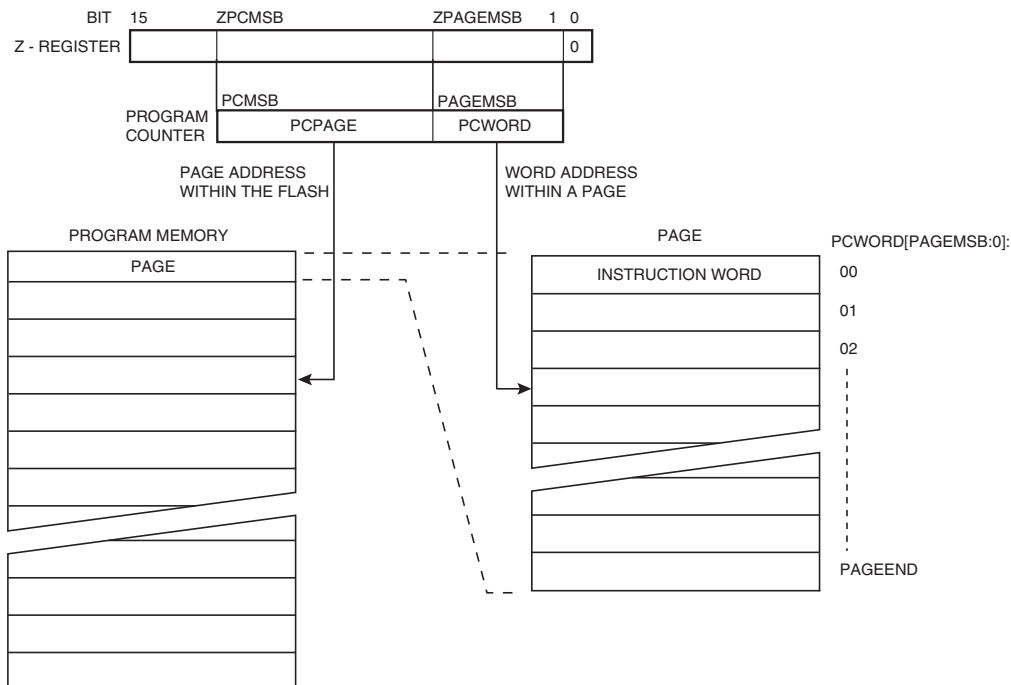 BIT 15 ZPCMSB ZPAGEMSB 1 0
Z - REGISTER 0
PCMSB PAGEMSB
PROGRAM
COUNTER
PCPAGE PCWORD
PAGE ADDRESS
WITHIN THE FLASH
WORD ADDRESS
WITHIN A PAGE
PROGRAM MEMORY
PAGE
PAGE
PCWORD[PAGEMSB:0]:
INSTRUCTION WORD
00
01
02
PAGEEND